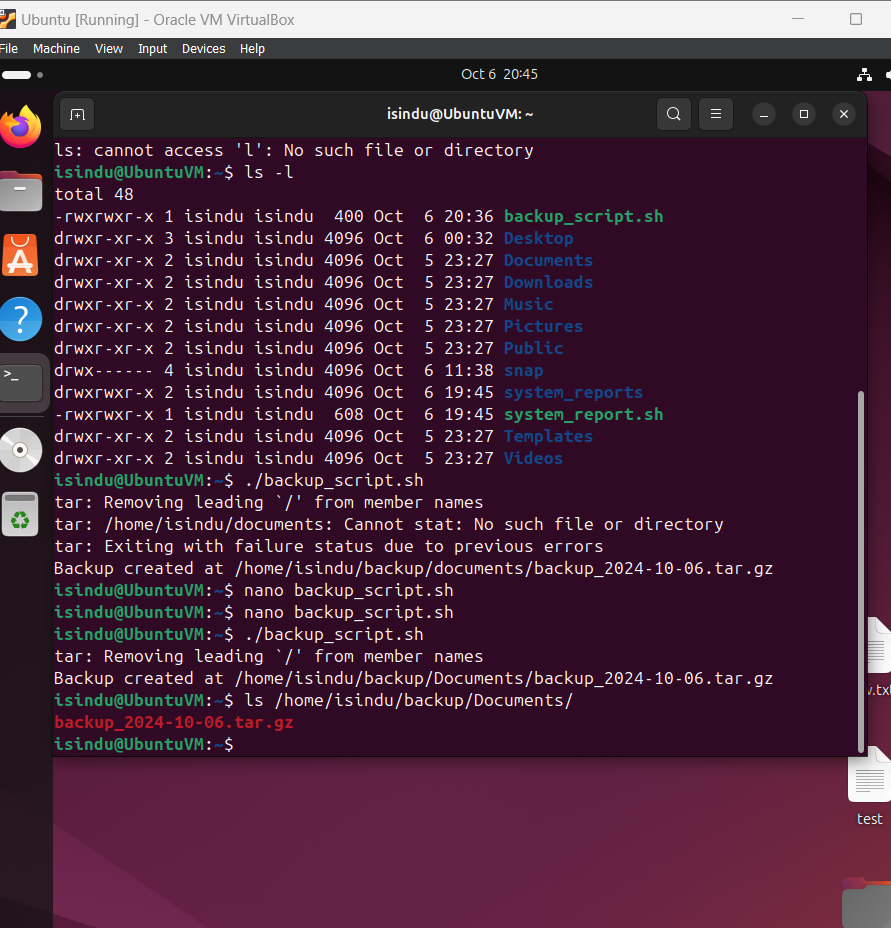 Ubuntu [Running] - Oracle VM VirtualBox
File Machine View Input Devices Help
Oct 6 20:45
isindu@UbuntuVM: ~
ls: cannot access 'l': No such file or directory
isindu@UbuntuVM:~$ ls -l
total 48
-rwxrwxr-x 1 isindu isindu  400 Oct  6 20:36 backup_script.sh
drwxr-xr-x 3 isindu isindu 4096 Oct  6 00:32 Desktop
drwxr-xr-x 2 isindu isindu 4096 Oct  5 23:27 Documents
drwxr-xr-x 2 isindu isindu 4096 Oct  5 23:27 Downloads
drwxr-xr-x 2 isindu isindu 4096 Oct  5 23:27 Music
drwxr-xr-x 2 isindu isindu 4096 Oct  5 23:27 Pictures
drwxr-xr-x 2 isindu isindu 4096 Oct  5 23:27 Public
drwx------ 4 isindu isindu 4096 Oct  6 11:38 snap
drwxrwxr-x 2 isindu isindu 4096 Oct  6 19:45 system_reports
-rwxrwxr-x 1 isindu isindu  608 Oct  6 19:45 system_report.sh
drwxr-xr-x 2 isindu isindu 4096 Oct  5 23:27 Templates
drwxr-xr-x 2 isindu isindu 4096 Oct  5 23:27 Videos
isindu@UbuntuVM:~$ ./backup_script.sh
tar: Removing leading `/' from member names
tar: /home/isindu/documents: Cannot stat: No such file or directory
tar: Exiting with failure status due to previous errors
Backup created at /home/isindu/backup/documents/backup_2024-10-06.tar.gz
isindu@UbuntuVM:~$ nano backup_script.sh
isindu@UbuntuVM:~$ nano backup_script.sh
isindu@UbuntuVM:~$ ./backup_script.sh
tar: Removing leading `/' from member names
Backup created at /home/isindu/backup/Documents/backup_2024-10-06.tar.gz
isindu@UbuntuVM:~$ ls /home/isindu/backup/Documents/
backup_2024-10-06.tar.gz
isindu@UbuntuVM:~$
test